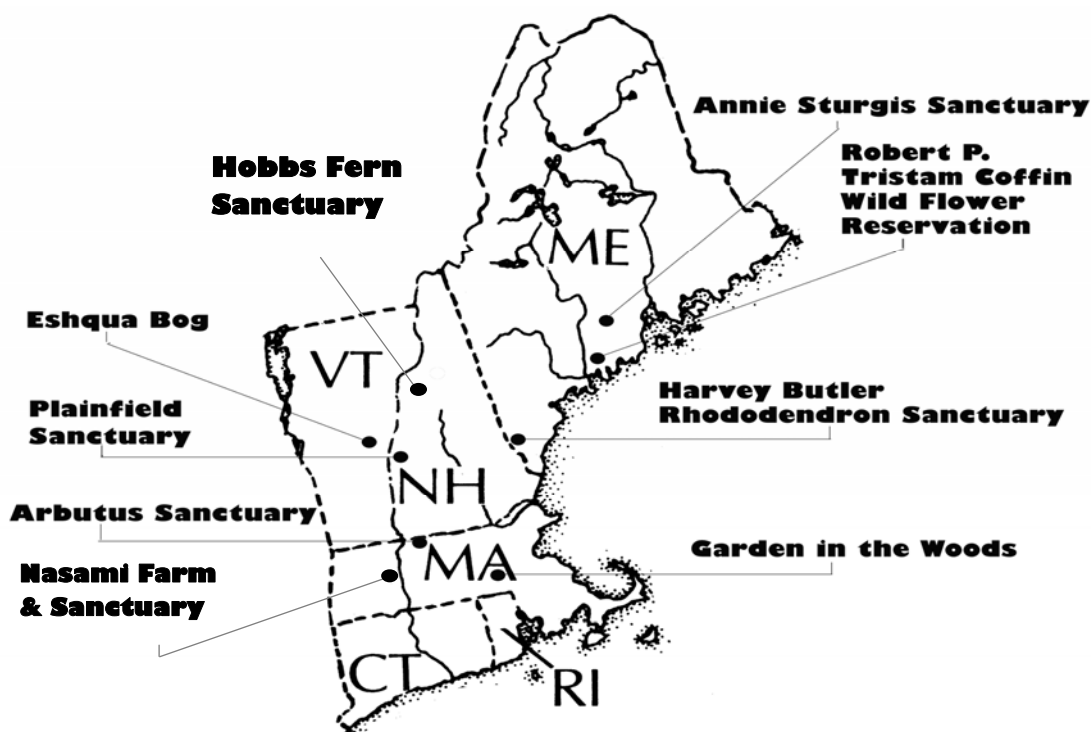 Annie Sturgis Sanctuary
Robert P.
Tristam Coffin
Wild Flower
Reservation
Hobbs Fern
Sanctuary
ME
Eshqua Bog
VT
Plainfield
Sanctuary
Harvey Butler
Rhododendron Sanctuary
NH
Arbutus Sanctuary
Garden in the Woods
MA
Nasami Farm
& Sanctuary
CT
RI